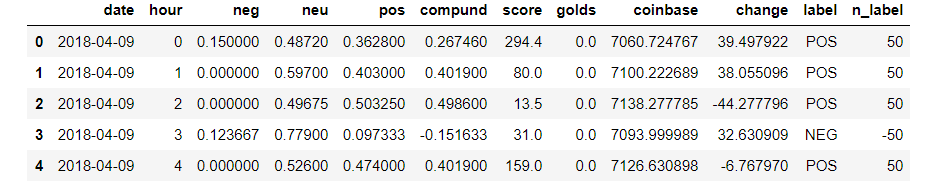 date hour neg neu pos compund score golds coinbase change label n_label
0 2018-04-09 0 0.150000 0.48720 0.362800 0.267460 294.4 0.0 7060.724767 39.497922 POS 50
1 2018-04-09 1 0.000000 0.59700 0.403000 0.401900 80.0 0.0 7100.222689 38.055096 POS 50
2 2018-04-09 2 0.000000 0.49675 0.503250 0.498600 13.5 0.0 7138.277785 -44.277796 POS 50
3 2018-04-09 3 0.123667 0.77900 0.097333 -0.151633 31.0 0.0 7093.999989 32.630909 NEG -50
4 2018-04-09 4 0.000000 0.52600 0.474000 0.401900 159.0 0.0 7126.630898 -6.767970 POS 50